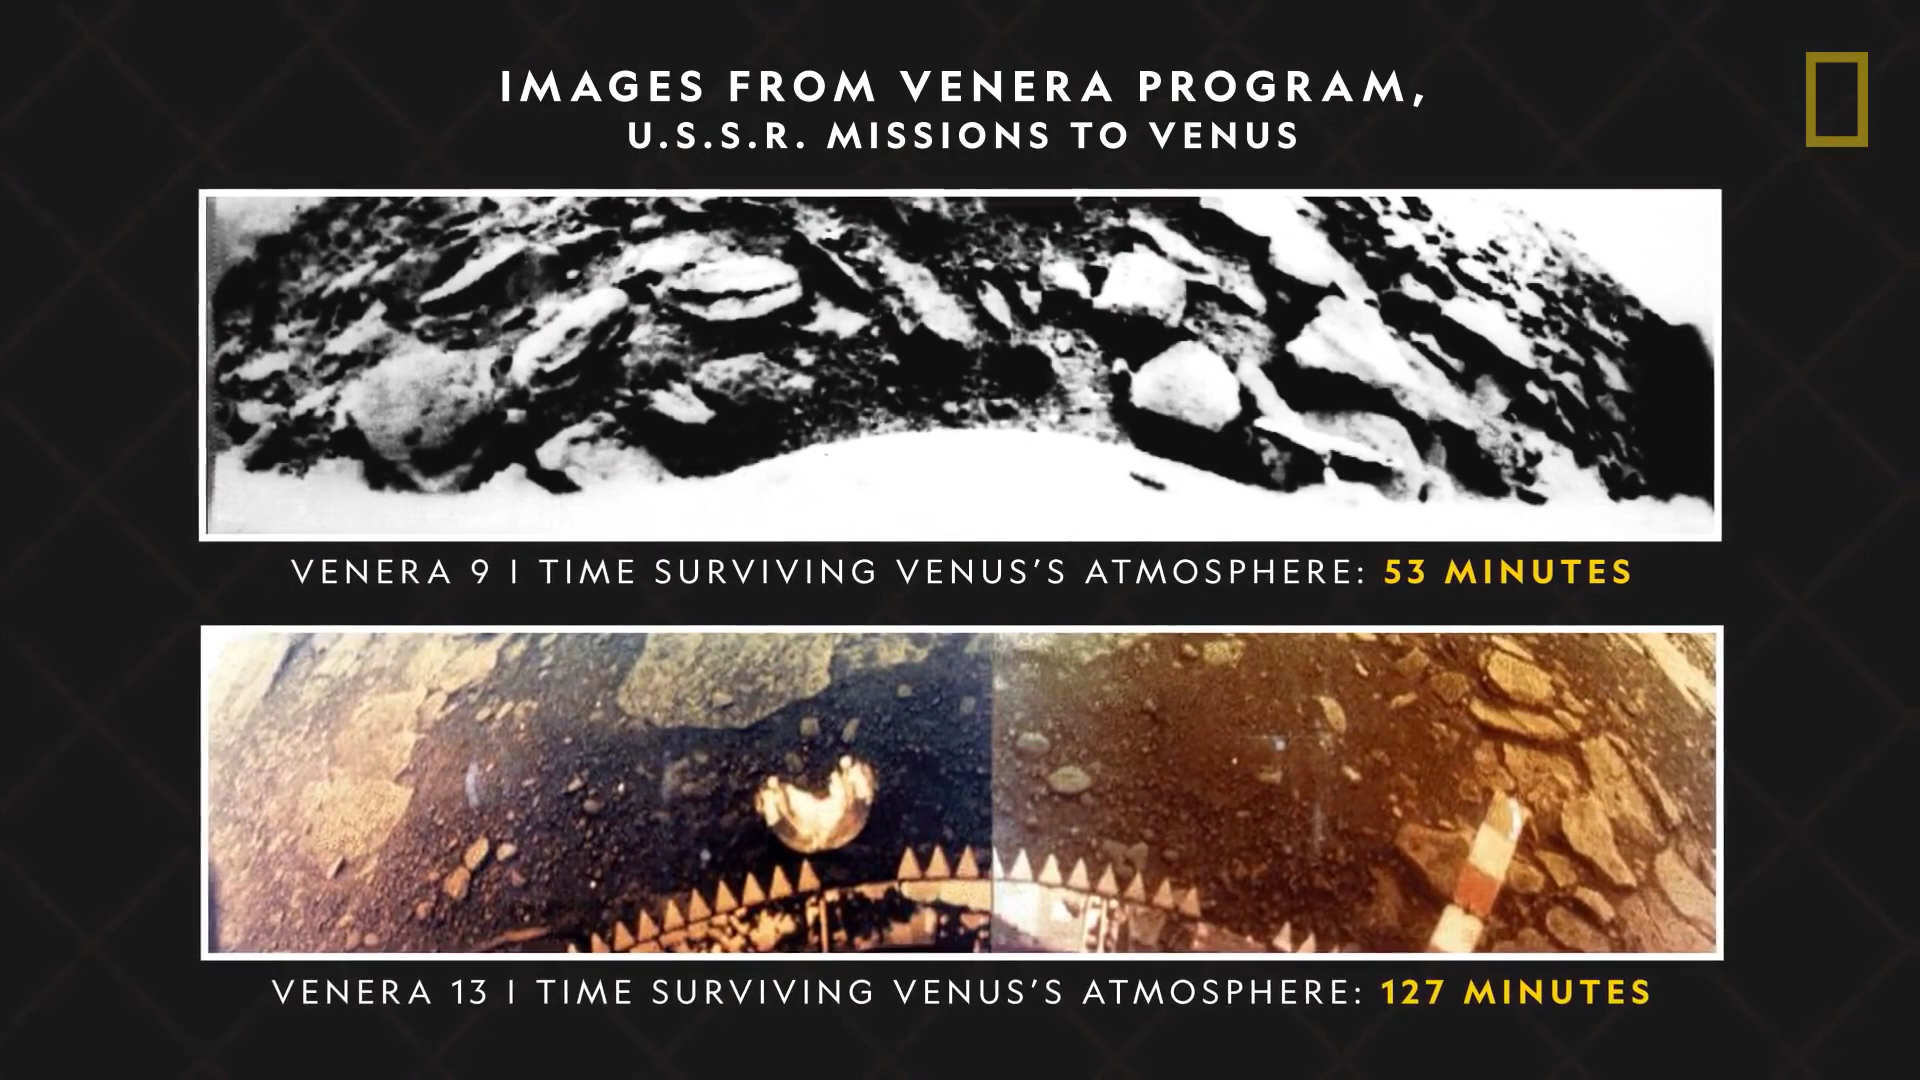 IMAGES FROM VENERA PROGRAM,
U.S.S.R. MISSIONS TO VENUS
VENERA 9 | TIME SURVIVING VENUS’S ATMOSPHERE: 53 MINUTES
VENERA 13 | TIME SURVIVING VENUS’S ATMOSPHERE: 127 MINUTES